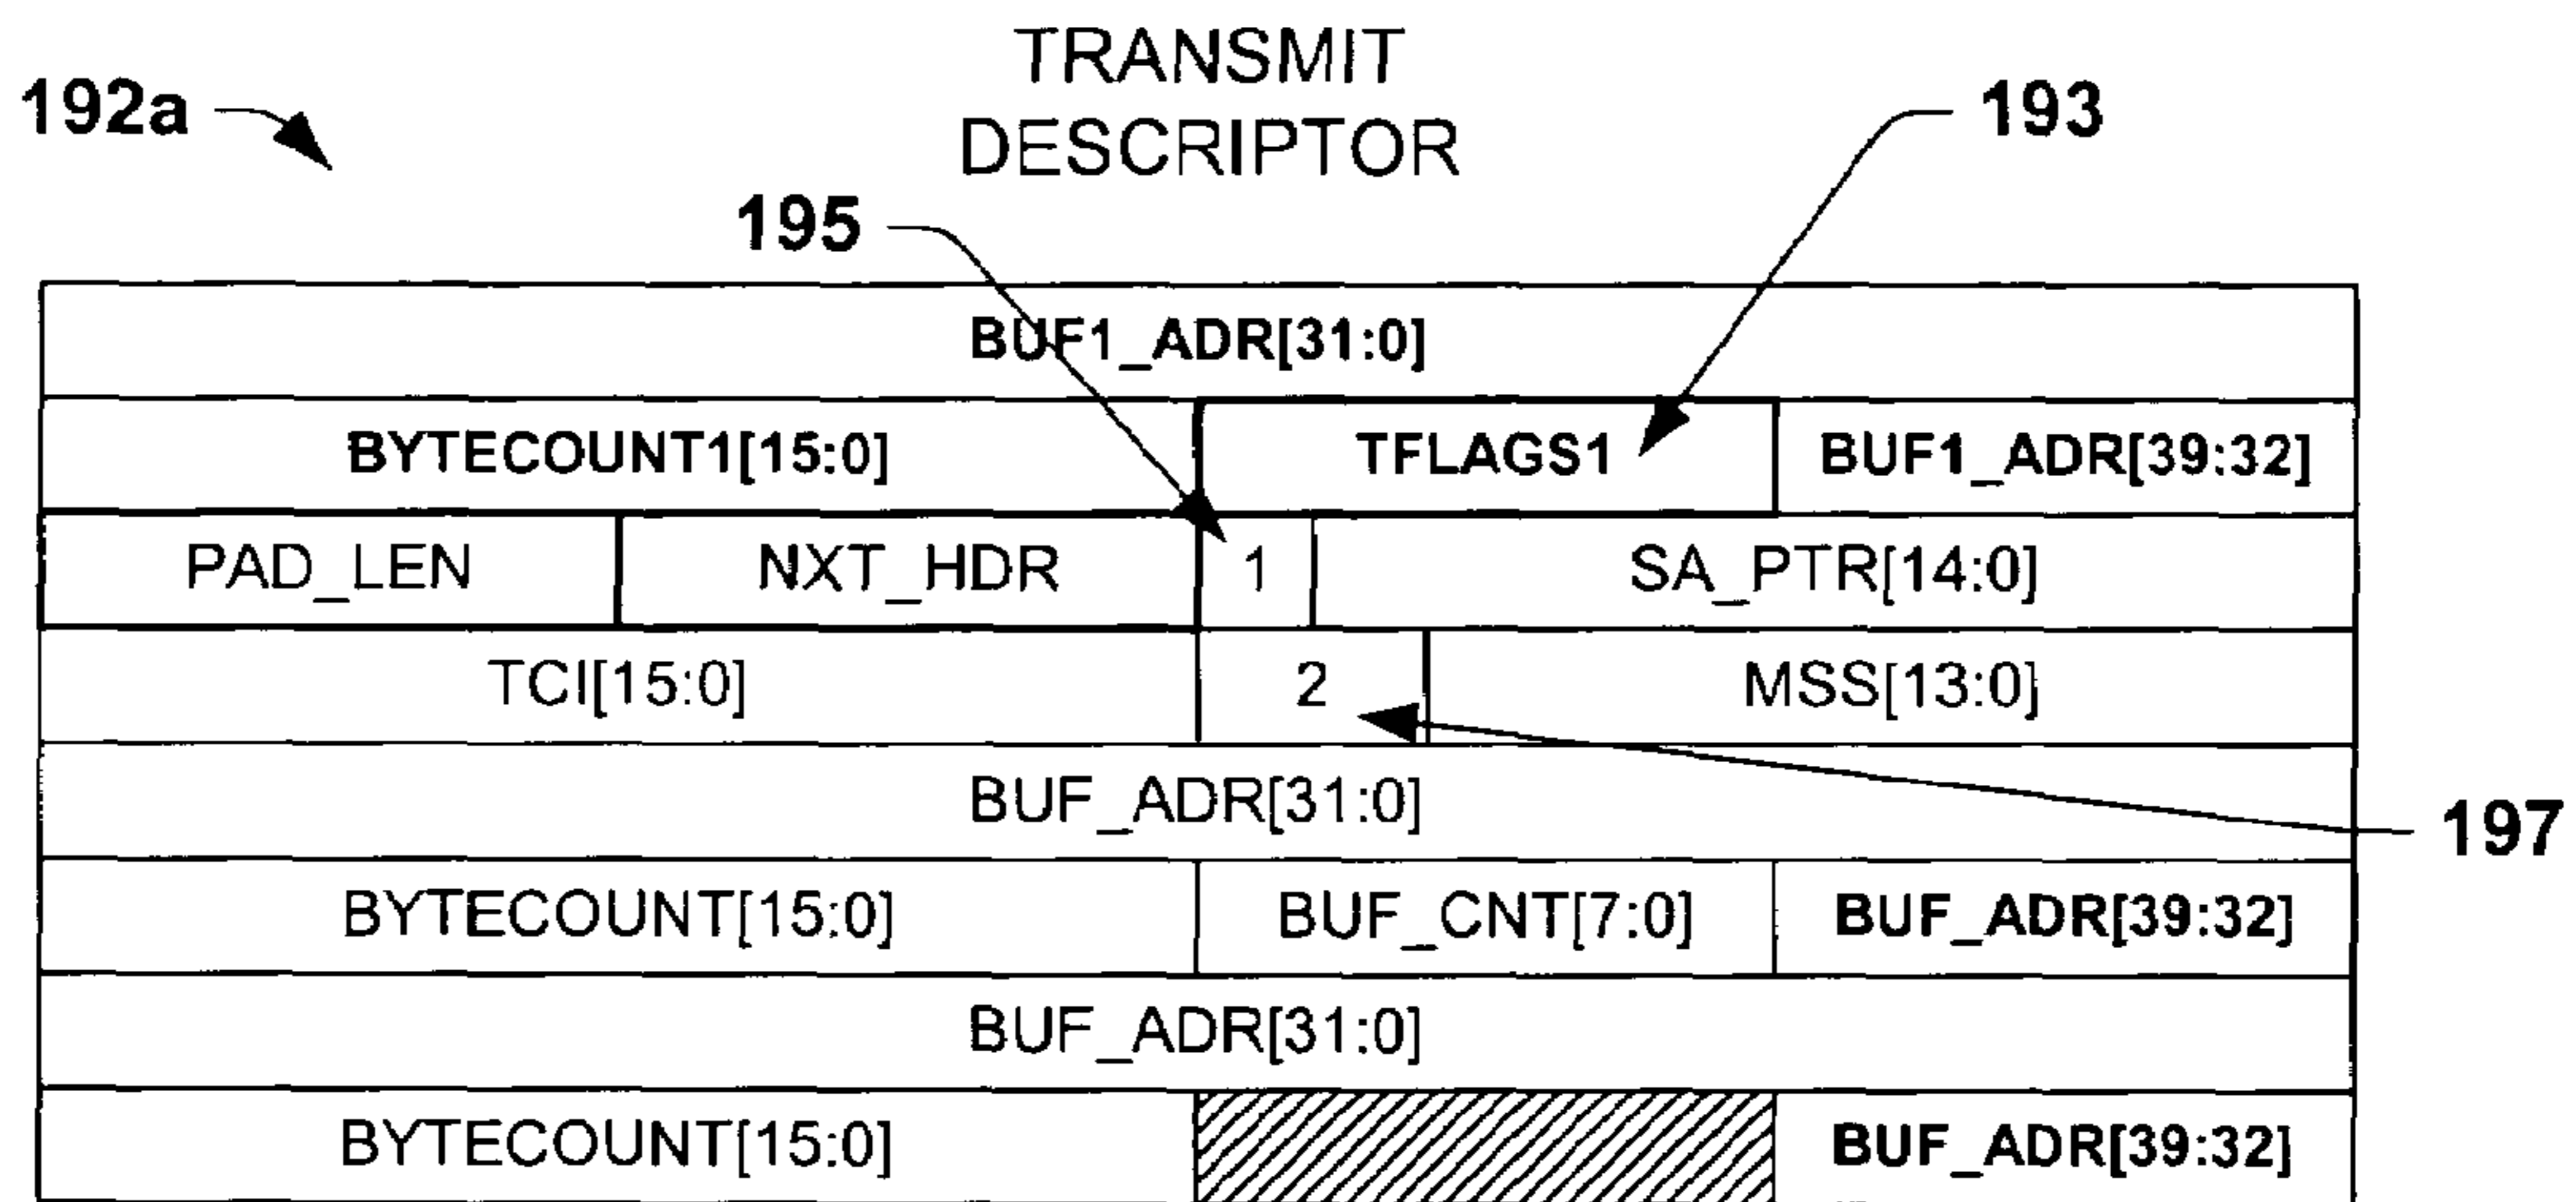 TRANSMIT
DESCRIPTOR
192a
193
195
BUF1_ADR[31:0]
BYTECOUNT1[15:0] TFLAGS1 BUF1_ADR[39:32]
PAD_LEN NXT_HDR 1 SA_PTR[14:0]
TCI[15:0] 2 MSS[13:0]
BUF_ADR[31:0]
197
BYTECOUNT[15:0] BUF_CNT[7:0] BUF_ADR[39:32]
BUF_ADR[31:0]
BYTECOUNT[15:0] BUF_ADR[39:32]